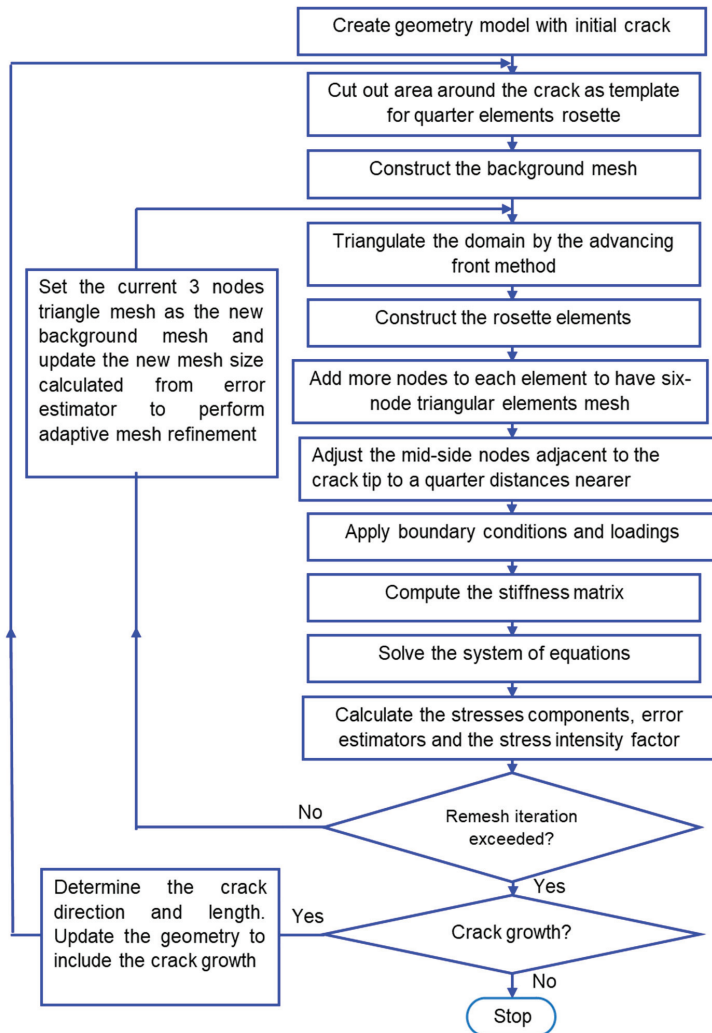 Create geometry model with initial crack
Cut out area around the crack as template
for quarter elements rosette
Construct the background mesh
Triangulate the domain by the advancing
front method
Set the current 3 nodes
triangle mesh as the new
background mesh and
update the new mesh size
calculated from error
estimator to perform
adaptive mesh refinement
Construct the rosette elements
Add more nodes to each element to have six-
node triangular elements mesh
Adjust the mid-side nodes adjacent to the
crack tip to a quarter distances nearer
Apply boundary conditions and loadings
Compute the stiffness matrix
Solve the system of equations
Calculate the stresses components, error
estimators and the stress intensity factor
No
Remesh iteration
exceeded?
Yes
Determine the crack
direction and length.
Update the geometry to
include the crack growth
Yes
Crack growth?
No
Stop